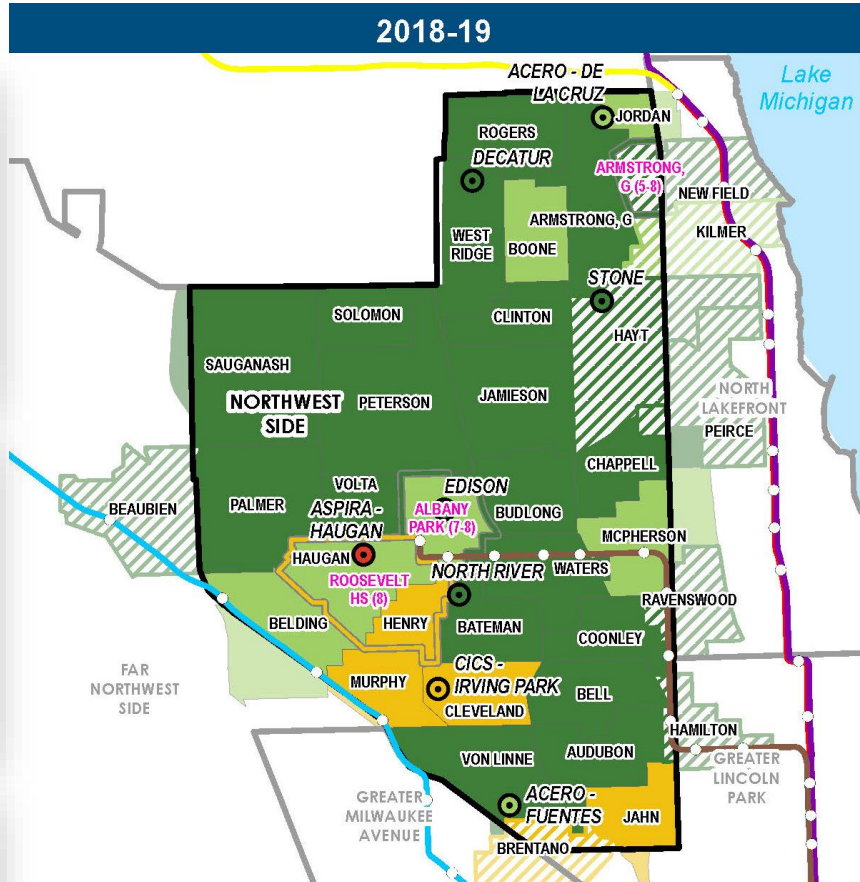 2018-19
Lake
Michigan
ACERO - DE
LA CRUZ
JORDAN
ROGERS
DECATUR
ARMSTRONG,
G (5-8)
NEW FIELD
KILMER
WEST
RIDGE
BOONE
ARMSTRONG, G
STONE
SOLOMON
CLINTON
HAYT
SAUGANASH
NORTHWEST
SIDE
PETERSON
JAMIESON
NORTH
LAKEFRONT
PEIRCE
CHAPPELL
VOLTA
EDISON
BEAUBIEN
PALMER
ASPIRA -
HAUGAN
ALBANY
PARK (7-8)
BUDLONG
MCPHERSON
HAUGAN
NORTH RIVER
WATERS
ROOSEVELT
HS (8)
RAVENSWOOD
BELDING
HENRY
BATEMAN
COONLEY
FAR
NORTHWEST
SIDE
MURPHY
CICS -
IRVING PARK
CLEVELAND
BELL
HAMILTON
VON LINNE
AUDUBON
GREATER
LINCOLN
PARK
GREATER
MILWAUKEE
AVENUE
ACERO -
FUENTES
JAHN
BRENTANO